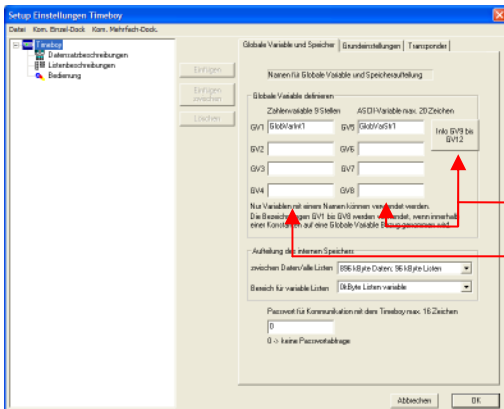 Setup Einstellungen Timeboy
Datei Kom. Einzel-Dock Kom. Mehrfach-Dock.
Timeboy
Datensatzbeschreibungen
Listenbeschreibungen
Bedienung
Einfügen
Einfügen zwischen
Löschen
Globale Variable und Speicher Grundeinstellungen Transponder
Namen für Globale Variable und Speicheraufteilung
Globale Variable definieren
Zahlenvariable 9 Stellen ASCII-Variable max. 20 Zeichen
GV1 GlobVarInt1 GV5 GlobVarStr1
Info GV9 bis GV12
GV2 GV6
GV3 GV7
GV4 GV8
Nur Variablen mit einem Namen können verwendet werden.
Die Bezeichnungen GV1 bis GV8 werden verwendet, wenn innerhalb
einer Konstanten auf eine Globale Variable Bezug genommen wird.
Aufteilung des internen Speichers
zwischen Daten/alle Listen 896 kByte Daten; 96 kByte Listen
Bereich für variable Listen 0kByte Listen variable
Passwort für Kommunikation mit dem Timeboy max. 16 Zeichen
0
0 -> keine Passwortabfrage
Abbrechen OK